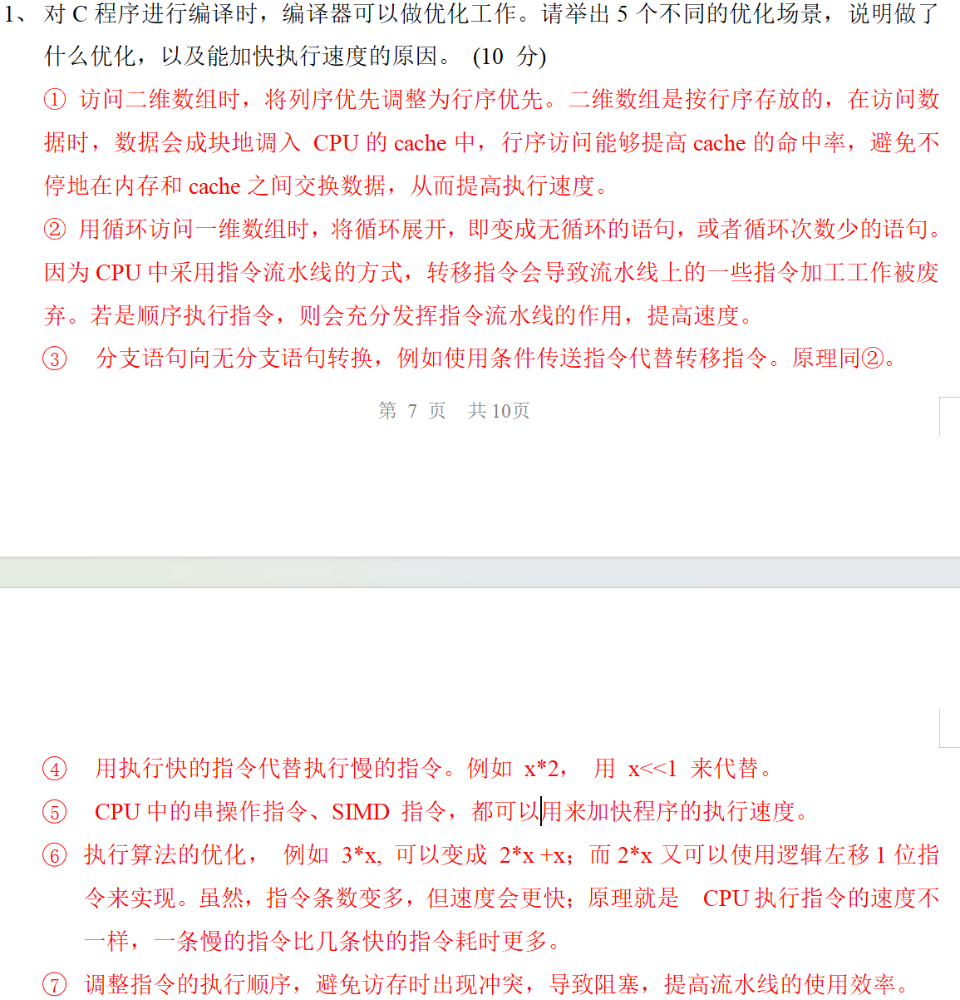 1、对 C 程序进行编译时，编译器可以做优化工作。请举出 5 个不同的优化场景，说明做了
什么优化，以及能加快执行速度的原因。 (10 分)
① 访问二维数组时，将列序优先调整为行序优先。二维数组是按行序存放的，在访问数
据时，数据会成块地调入 CPU 的 cache 中，行序访问能够提高 cache 的命中率，避免不
停地在内存和 cache 之间交换数据，从而提高执行速度。
② 用循环访问一维数组时，将循环展开，即变成无循环的语句，或者循环次数少的语句。
因为 CPU 中采用指令流水线的方式，转移指令会导致流水线上的一些指令加工工作被废
弃。若是顺序执行指令，则会充分发挥指令流水线的作用，提高速度。
③ 分支语句向无分支语句转换，例如使用条件传送指令代替转移指令。原理同②。
第 7 页 共 10页
④ 用执行快的指令代替执行慢的指令。例如 x*2， 用 x<<1 来代替。
⑤ CPU 中的串操作指令、SIMD 指令，都可以用来加快程序的执行速度。
⑥ 执行算法的优化， 例如 3*x, 可以变成 2*x +x；而 2*x 又可以使用逻辑左移 1 位指
令来实现。虽然，指令条数变多，但速度会更快；原理就是 CPU 执行指令的速度不
一样，一条慢的指令比几条快的指令耗时更多。
⑦ 调整指令的执行顺序，避免访存时出现冲突，导致阻塞，提高流水线的使用效率。